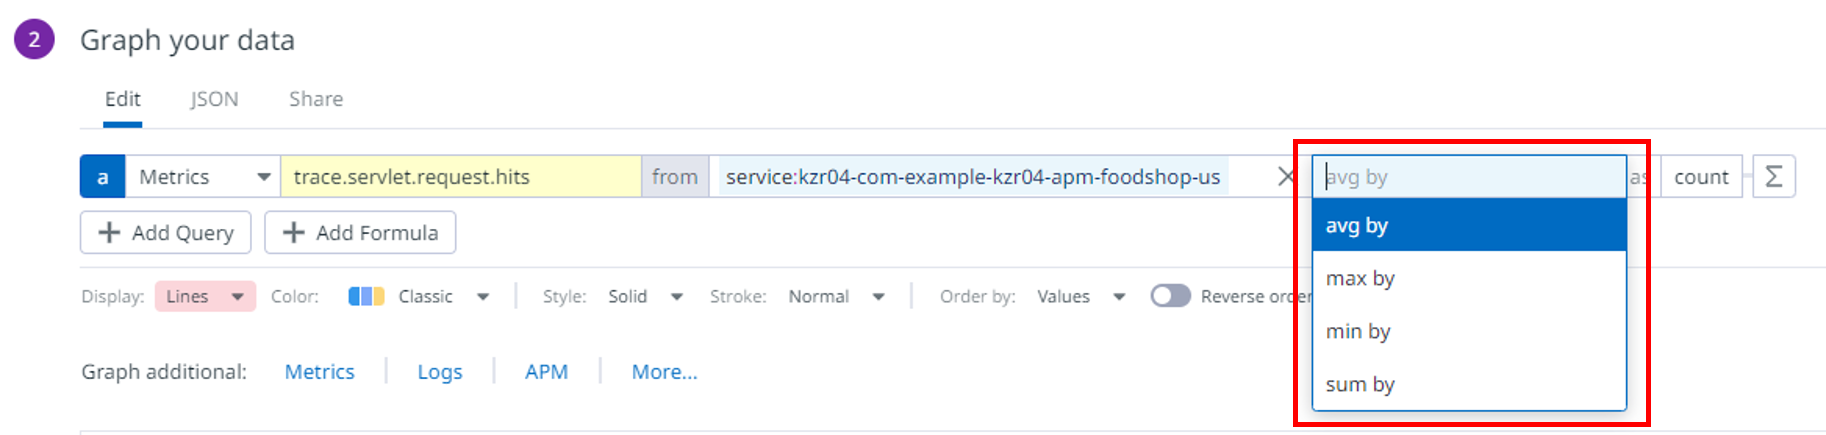 2 Graph your data
Edit JSON Share
a Metrics trace.servlet.request.hits from service:kzr04-com-example-kzr04-apm-foodshop-us avg by as count Σ
avg by
Add Query Add Formula
max by
Display: Lines Color: Classic Style: Solid Stroke: Normal Order by: Values Reverse order
min by
Graph additional: Metrics Logs APM More...
sum by